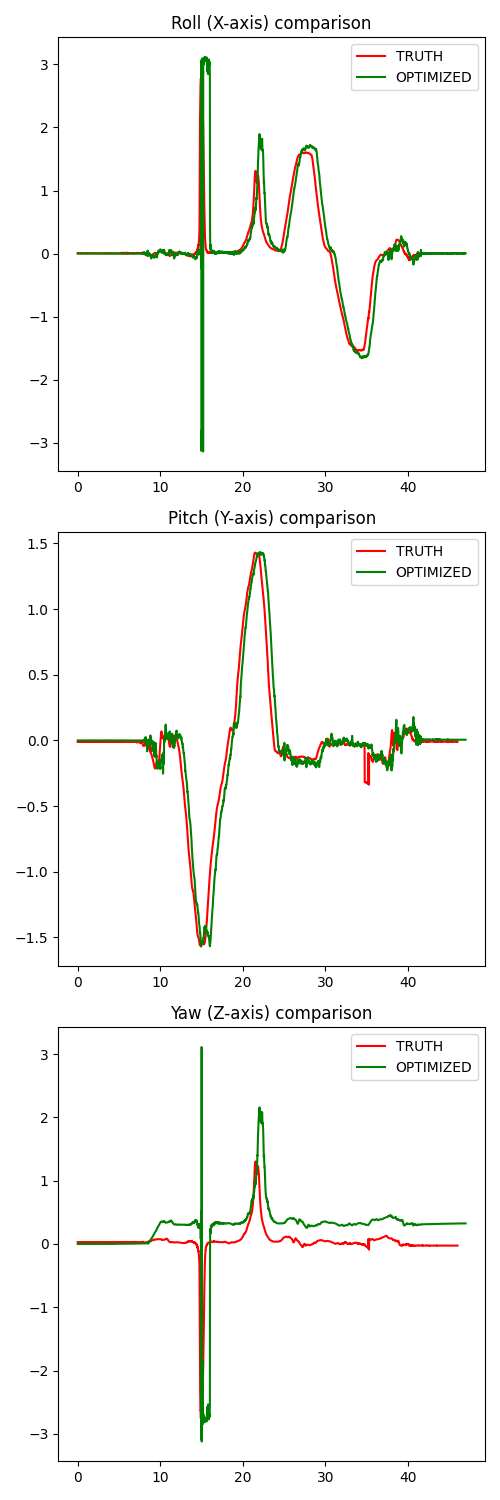 Roll (X-axis) comparison
TRUTH
OPTIMIZED
3
2
1
0
−1
−2
−3
0 10 20 30 40
Pitch (Y-axis) comparison
TRUTH
OPTIMIZED
1.5
1.0
0.5
0.0
−0.5
−1.0
−1.5
0 10 20 30 40
Yaw (Z-axis) comparison
TRUTH
OPTIMIZED
3
2
1
0
−1
−2
−3
0 10 20 30 40